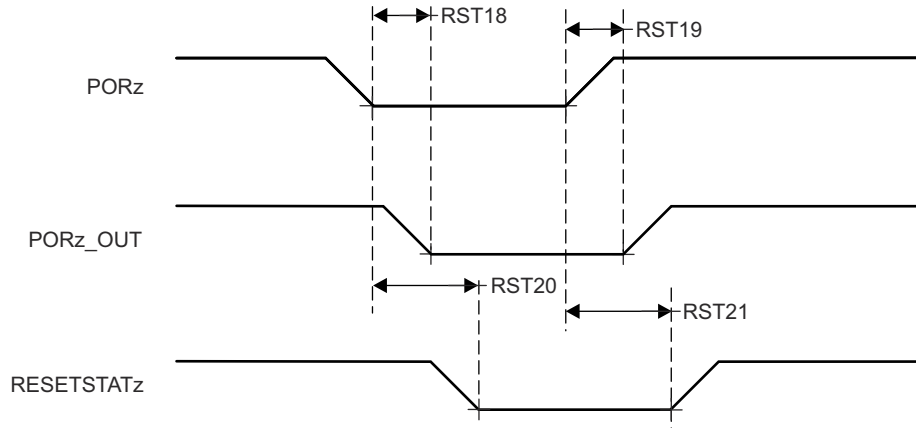 RST18
RST19
PORz
PORz_OUT
RST20
RST21
RESETSTATz